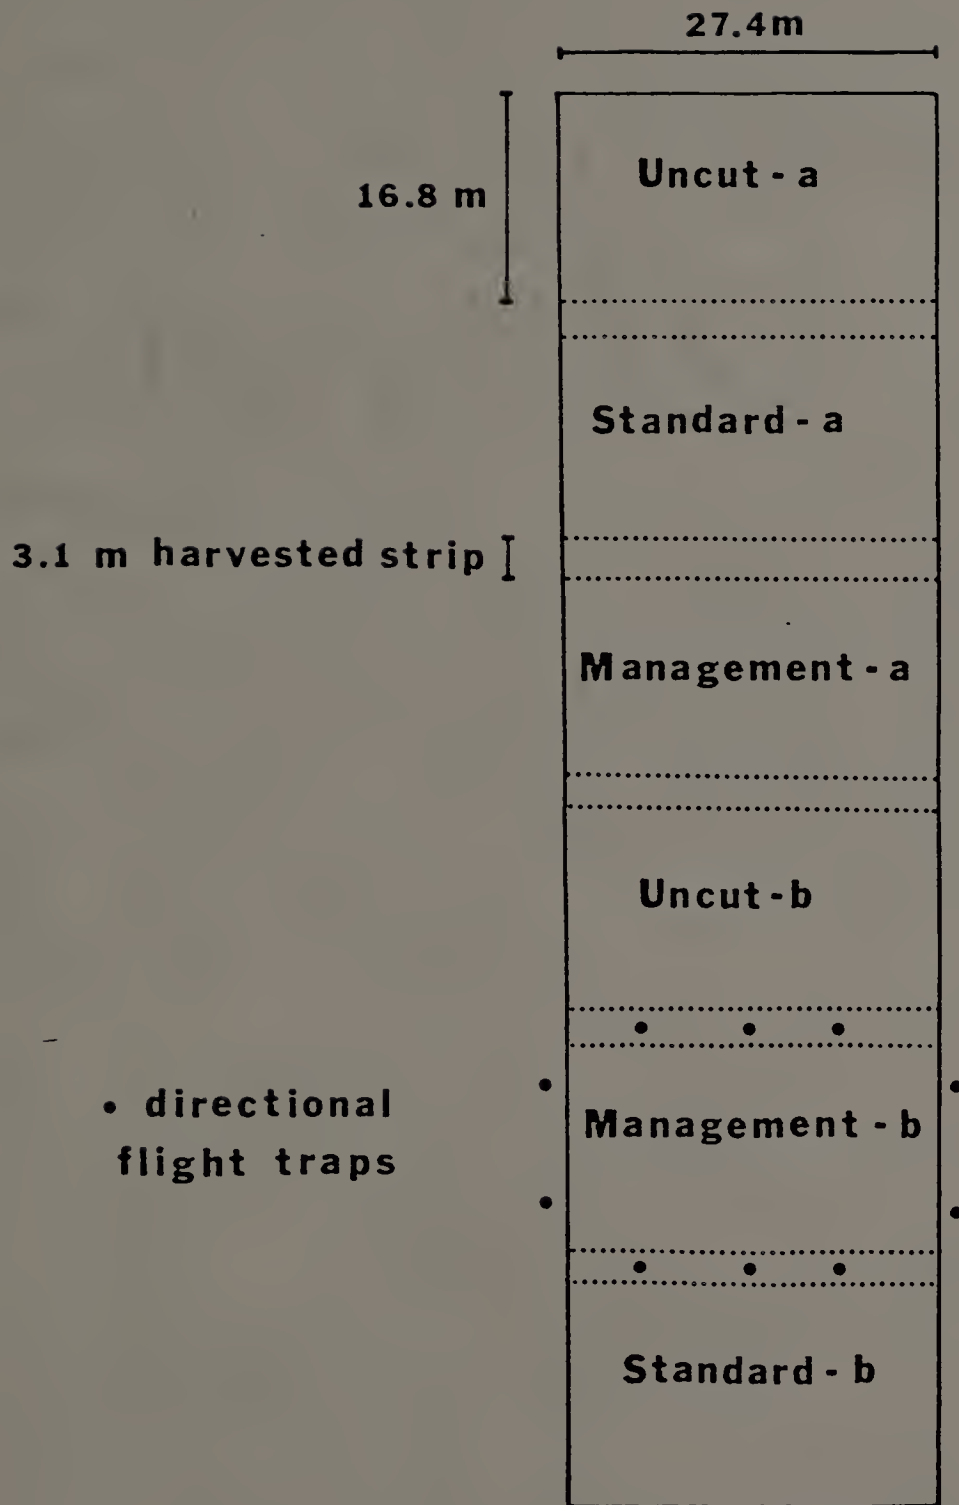 27.4m
16.8 m
Uncut - a
Standard - a
3.1 m harvested strip
Management - a
Uncut - b
• directional
flight traps
Management - b
Standard - b